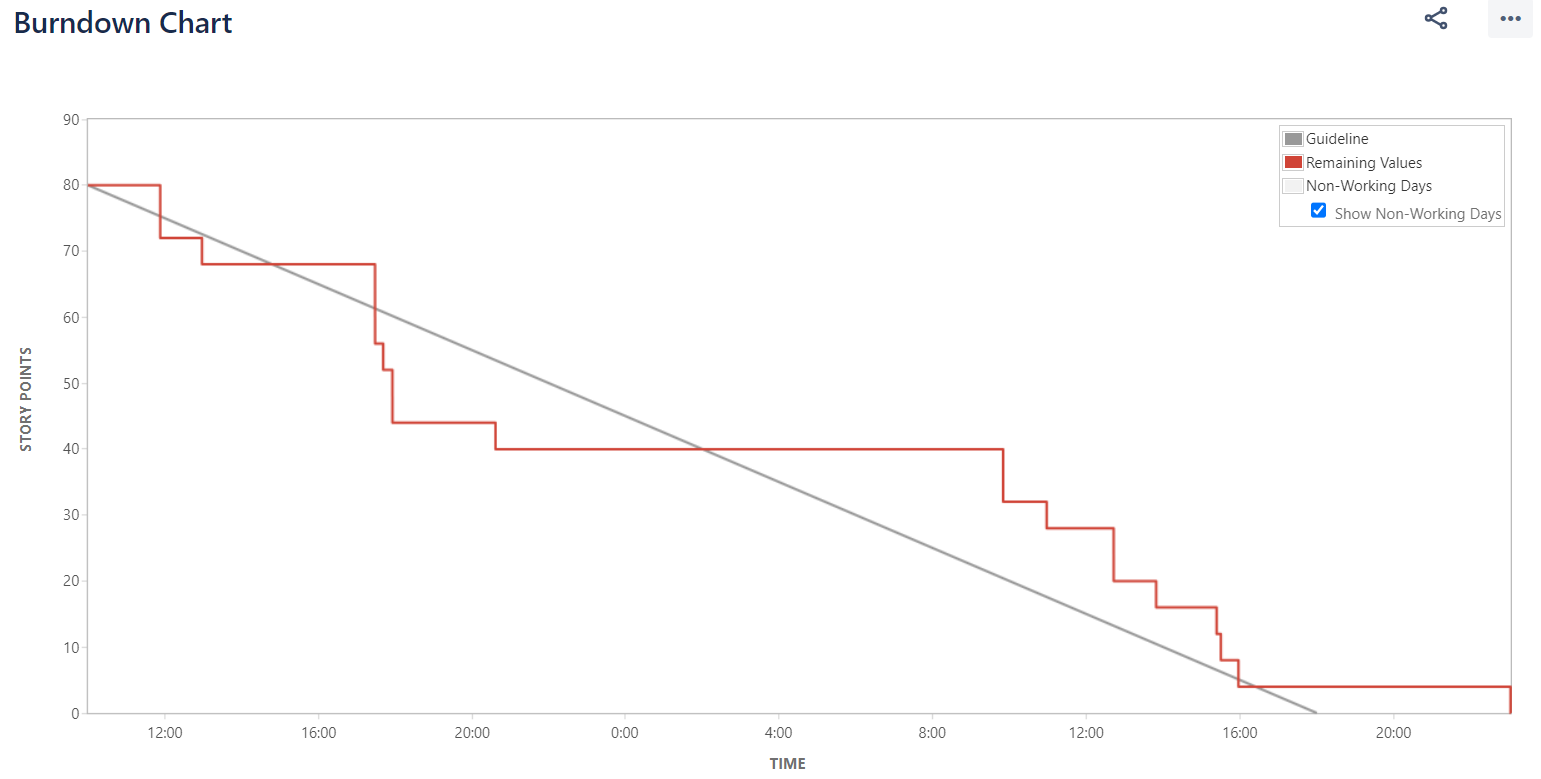 Burndown Chart
90
80
70
60
50
40
30
20
10
0
STORY POINTS
Guideline
Remaining Values
Non-Working Days
Show Non-Working Days
12:00 16:00 20:00 0:00 4:00 8:00 12:00 16:00 20:00
TIME